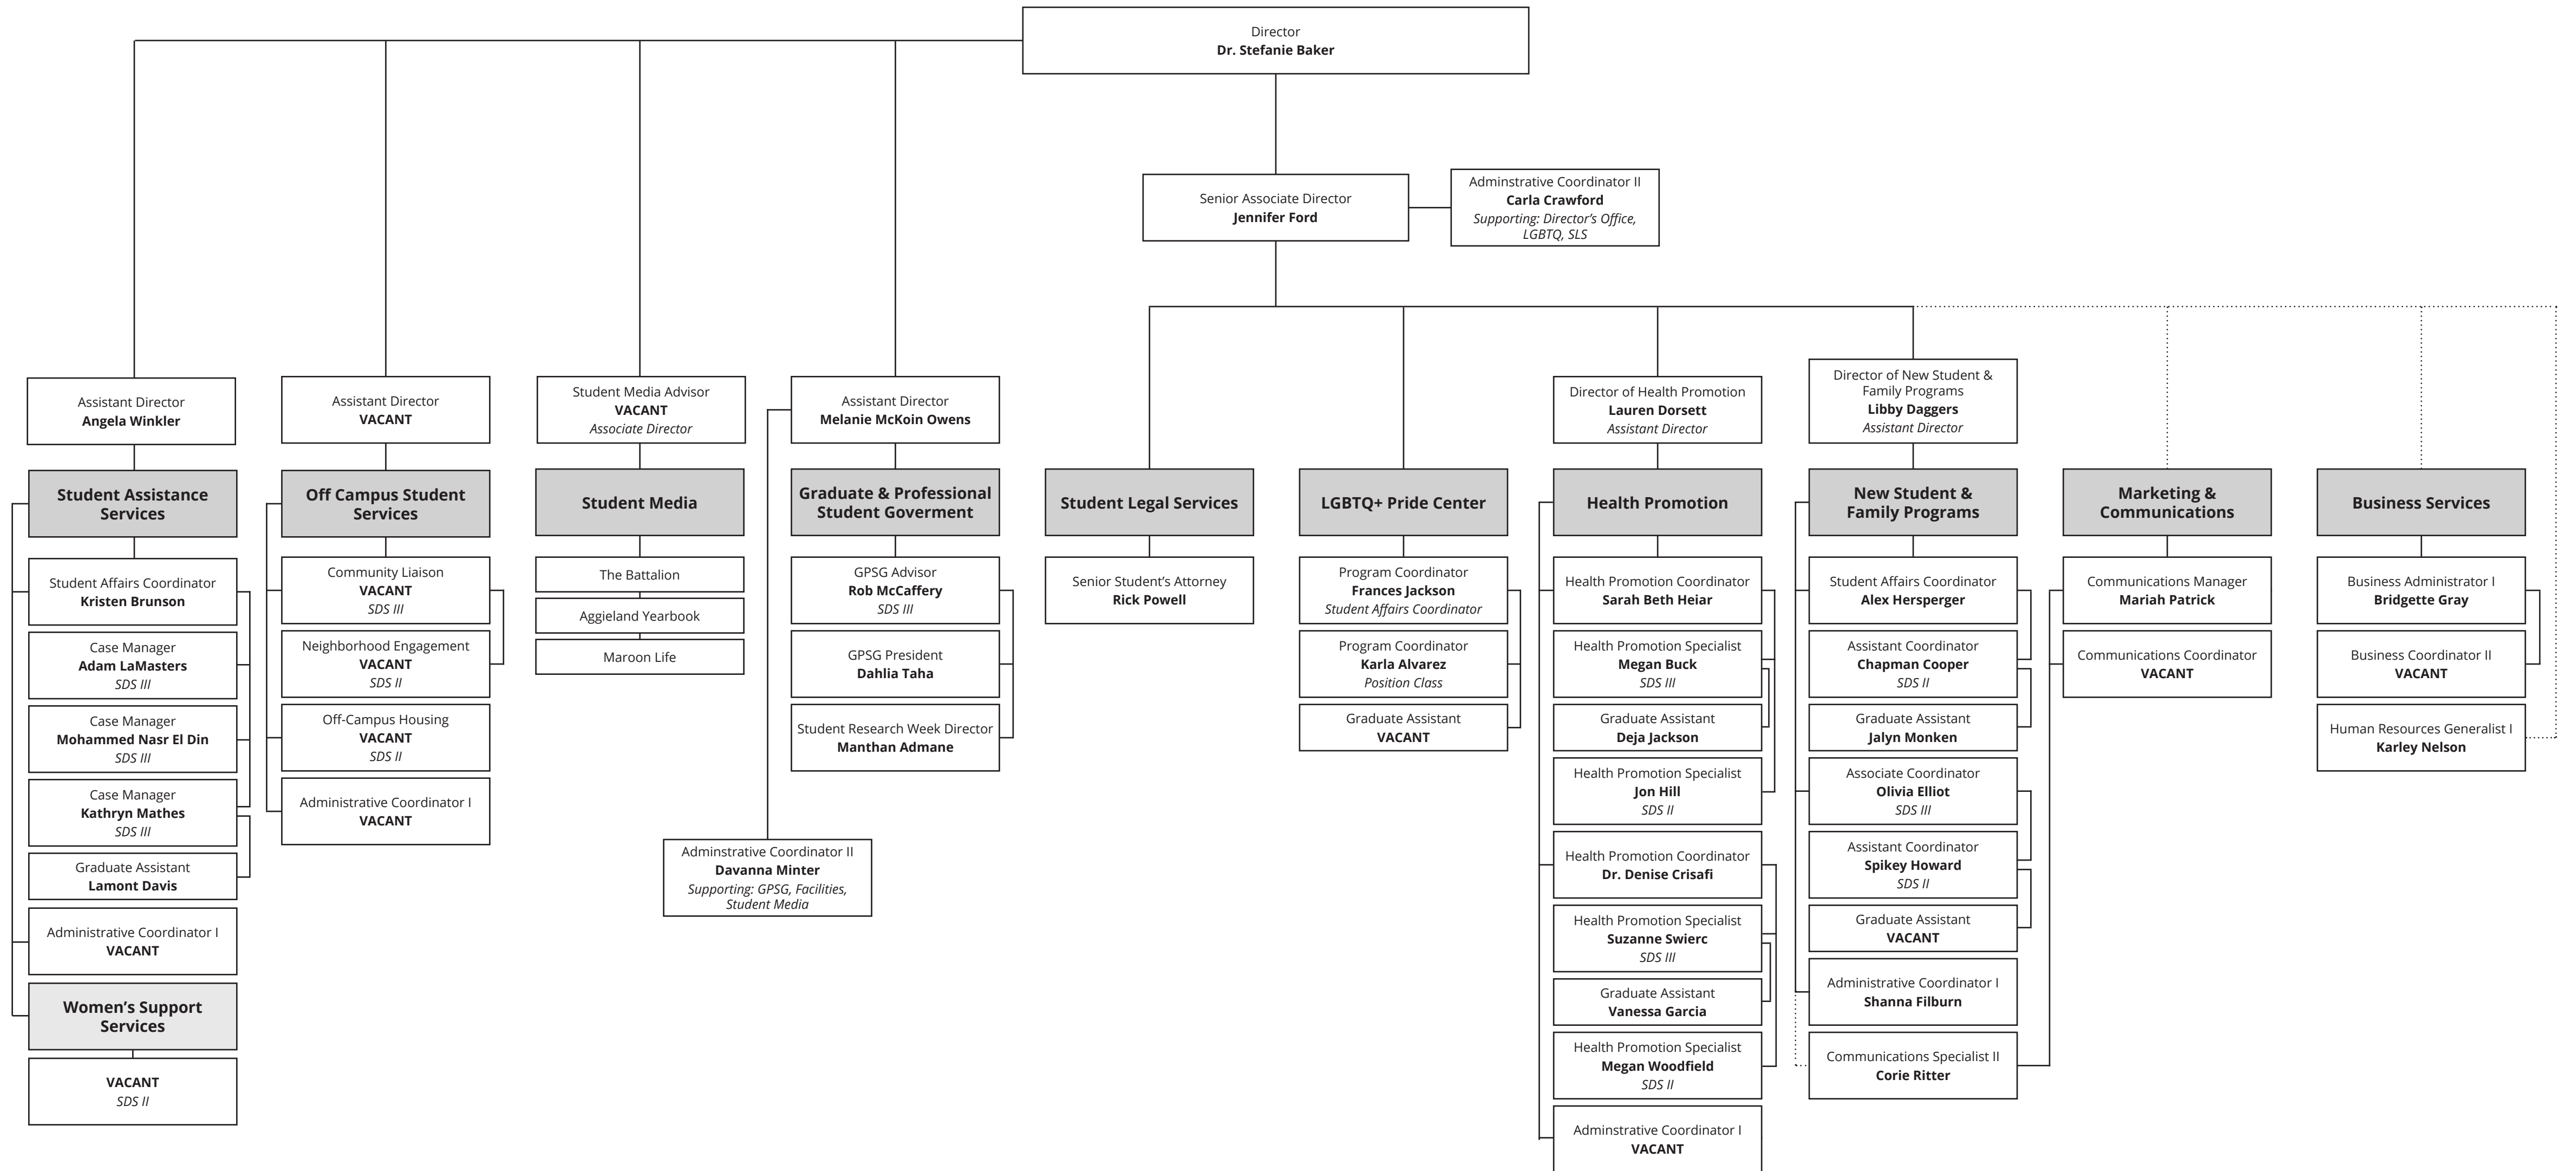 Director
Dr. Stefanie Baker
Senior Associate Director
Jennifer Ford
Adminstrative Coordinator II
Carla Crawford
Supporting: Director’s Office,
LGBTQ, SLS
Assistant Director
Angela Winkler
Student Assistance
Services
Student Affairs Coordinator
Kristen Brunson
Case Manager
Adam LaMasters
SDS III
Case Manager
Mohammed Nasr El Din
SDS III
Case Manager
Kathryn Mathes
SDS III
Graduate Assistant
Lamont Davis
Administrative Coordinator I
VACANT
Women’s Support
Services
VACANT
SDS II
Assistant Director
VACANT
Off Campus Student
Services
Community Liaison
VACANT
SDS III
Neighborhood Engagement
VACANT
SDS II
Off-Campus Housing
VACANT
SDS II
Administrative Coordinator I
VACANT
Student Media Advisor
VACANT
Associate Director
Student Media
The Battalion
Aggieland Yearbook
Maroon Life
Assistant Director
Melanie McKoin Owens
Graduate & Professional
Student Goverment
GPSG Advisor
Rob McCaffery
SDS III
GPSG President
Dahlia Taha
Student Research Week Director
Manthan Admane
Adminstrative Coordinator II
Davanna Minter
Supporting: GPSG, Facilities,
Student Media
Student Legal Services
Senior Student’s Attorney
Rick Powell
LGBTQ+ Pride Center
Program Coordinator
Frances Jackson
Student Affairs Coordinator
Program Coordinator
Karla Alvarez
Position Class
Graduate Assistant
VACANT
Director of Health Promotion
Lauren Dorsett
Assistant Director
Health Promotion
Health Promotion Coordinator
Sarah Beth Heiar
Health Promotion Specialist
Megan Buck
SDS III
Graduate Assistant
Deja Jackson
Health Promotion Specialist
Jon Hill
SDS II
Health Promotion Coordinator
Dr. Denise Crisafi
Health Promotion Specialist
Suzanne Swierc
SDS III
Graduate Assistant
Vanessa Garcia
Health Promotion Specialist
Megan Woodfield
SDS II
Adminstrative Coordinator I
VACANT
Director of New Student &
Family Programs
Libby Daggers
Assistant Director
New Student &
Family Programs
Student Affairs Coordinator
Alex Hersperger
Assistant Coordinator
Chapman Cooper
SDS II
Graduate Assistant
Jalyn Monken
Associate Coordinator
Olivia Elliot
SDS III
Assistant Coordinator
Spikey Howard
SDS II
Graduate Assistant
VACANT
Administrative Coordinator I
Shanna Filburn
Communications Specialist II
Corie Ritter
Marketing &
Communications
Communications Manager
Mariah Patrick
Communications Coordinator
VACANT
Business Services
Business Administrator I
Bridgette Gray
Business Coordinator II
VACANT
Human Resources Generalist I
Karley Nelson